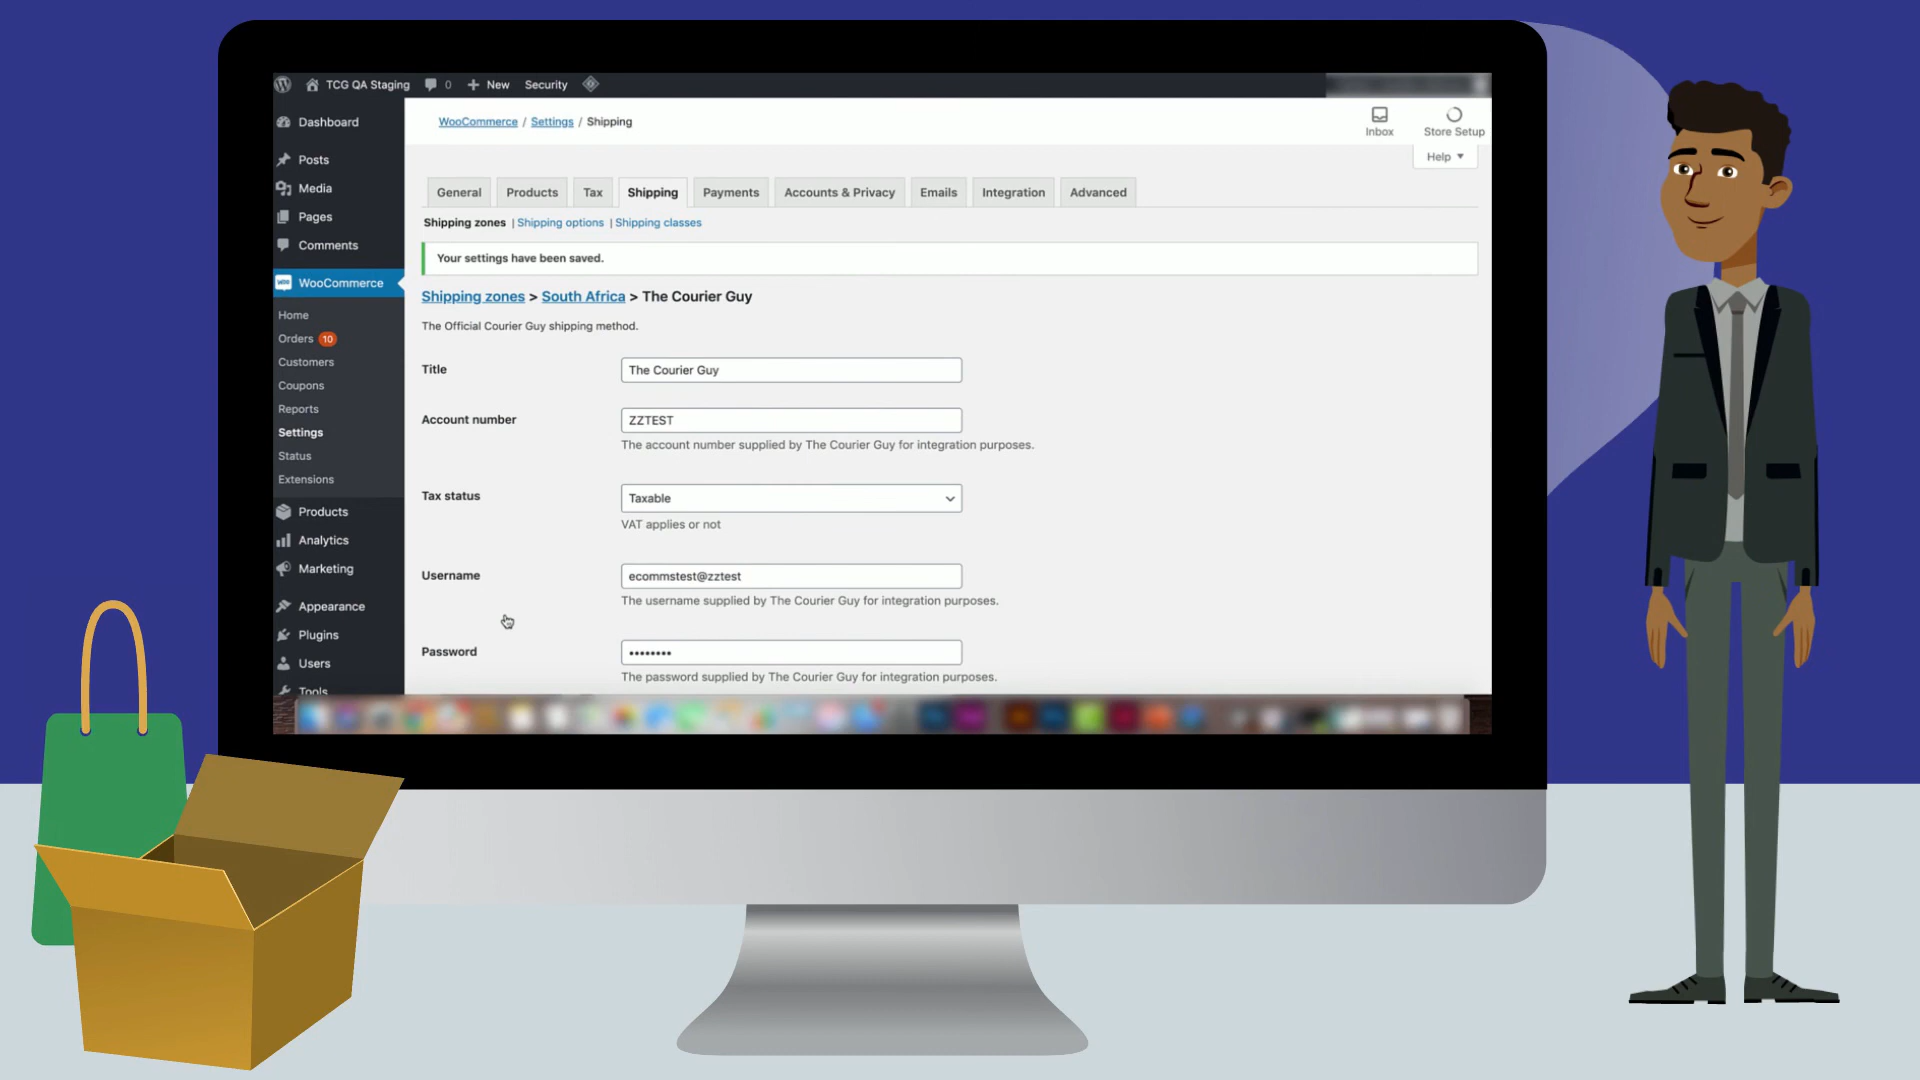 TCG QA Staging 0 New Security
Dashboard
Posts
Media
Pages
Comments
WooCommerce
Home
Orders 10
Customers
Coupons
Reports
Settings
Status
Extensions
Products
Analytics
Marketing
Appearance
Plugins
Users
Tools
WooCommerce / Settings / Shipping
Inbox
Store Setup
Help
General Products Tax Shipping Payments Accounts & Privacy Emails Integration Advanced
Shipping zones | Shipping options | Shipping classes
Your settings have been saved.
Shipping zones > South Africa > The Courier Guy
The Official Courier Guy shipping method.
Title The Courier Guy
Account number ZZTEST
The account number supplied by The Courier Guy for integration purposes.
Tax status Taxable
VAT applies or not
Username ecommstest@zztest
The username supplied by The Courier Guy for integration purposes.
Password ••••••••
The password supplied by The Courier Guy for integration purposes.